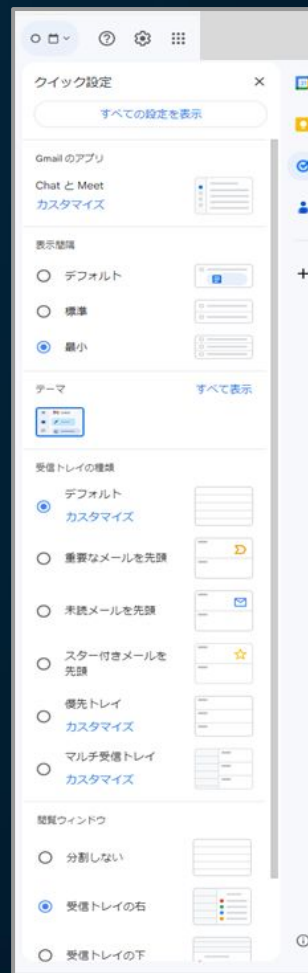 クイック設定
すべての設定を表示
Gmail のアプリ
Chat と Meet
カスタマイズ
表示間隔
デフォルト
標準
最小
テーマ
すべて表示
受信トレイの種類
デフォルト
カスタマイズ
重要なメールを先頭
未読メールを先頭
スター付きメールを
先頭
優先トレイ
カスタマイズ
マルチ受信トレイ
カスタマイズ
閲覧ウィンドウ
分割しない
受信トレイの右
受信トレイの下